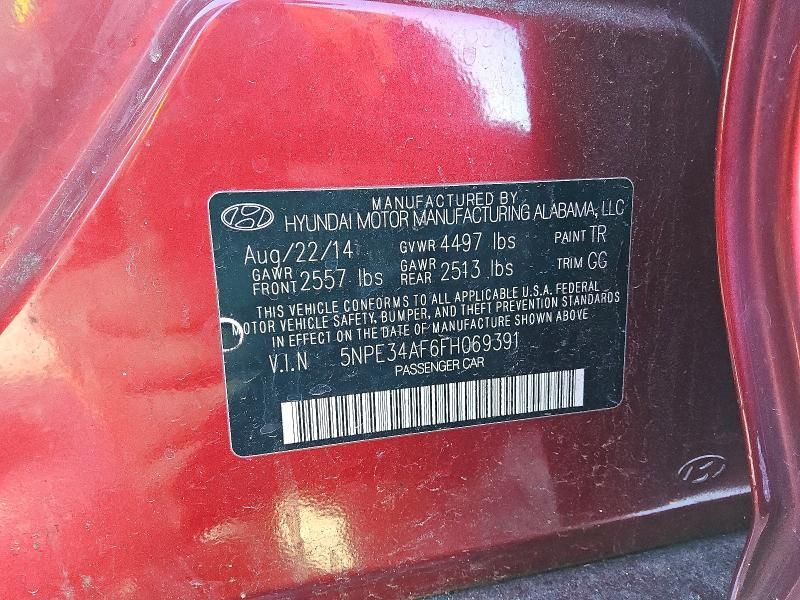 MANUFACTURED BY
HYUNDAI MOTOR MANUFACTURING ALABAMA, LLC
Aug/22/14 GVWR 4497 lbs PAINT TR
GAWR FRONT 2557 lbs GAWR REAR 2513 lbs TRIM GG
THIS VEHICLE CONFORMS TO ALL APPLICABLE U.S.A. FEDERAL
MOTOR VEHICLE SAFETY, BUMPER, AND THEFT PREVENTION STANDARDS
IN EFFECT ON THE DATE OF MANUFACTURE SHOWN ABOVE
V.I.N 5NPE34AF6FH069391
PASSENGER CAR